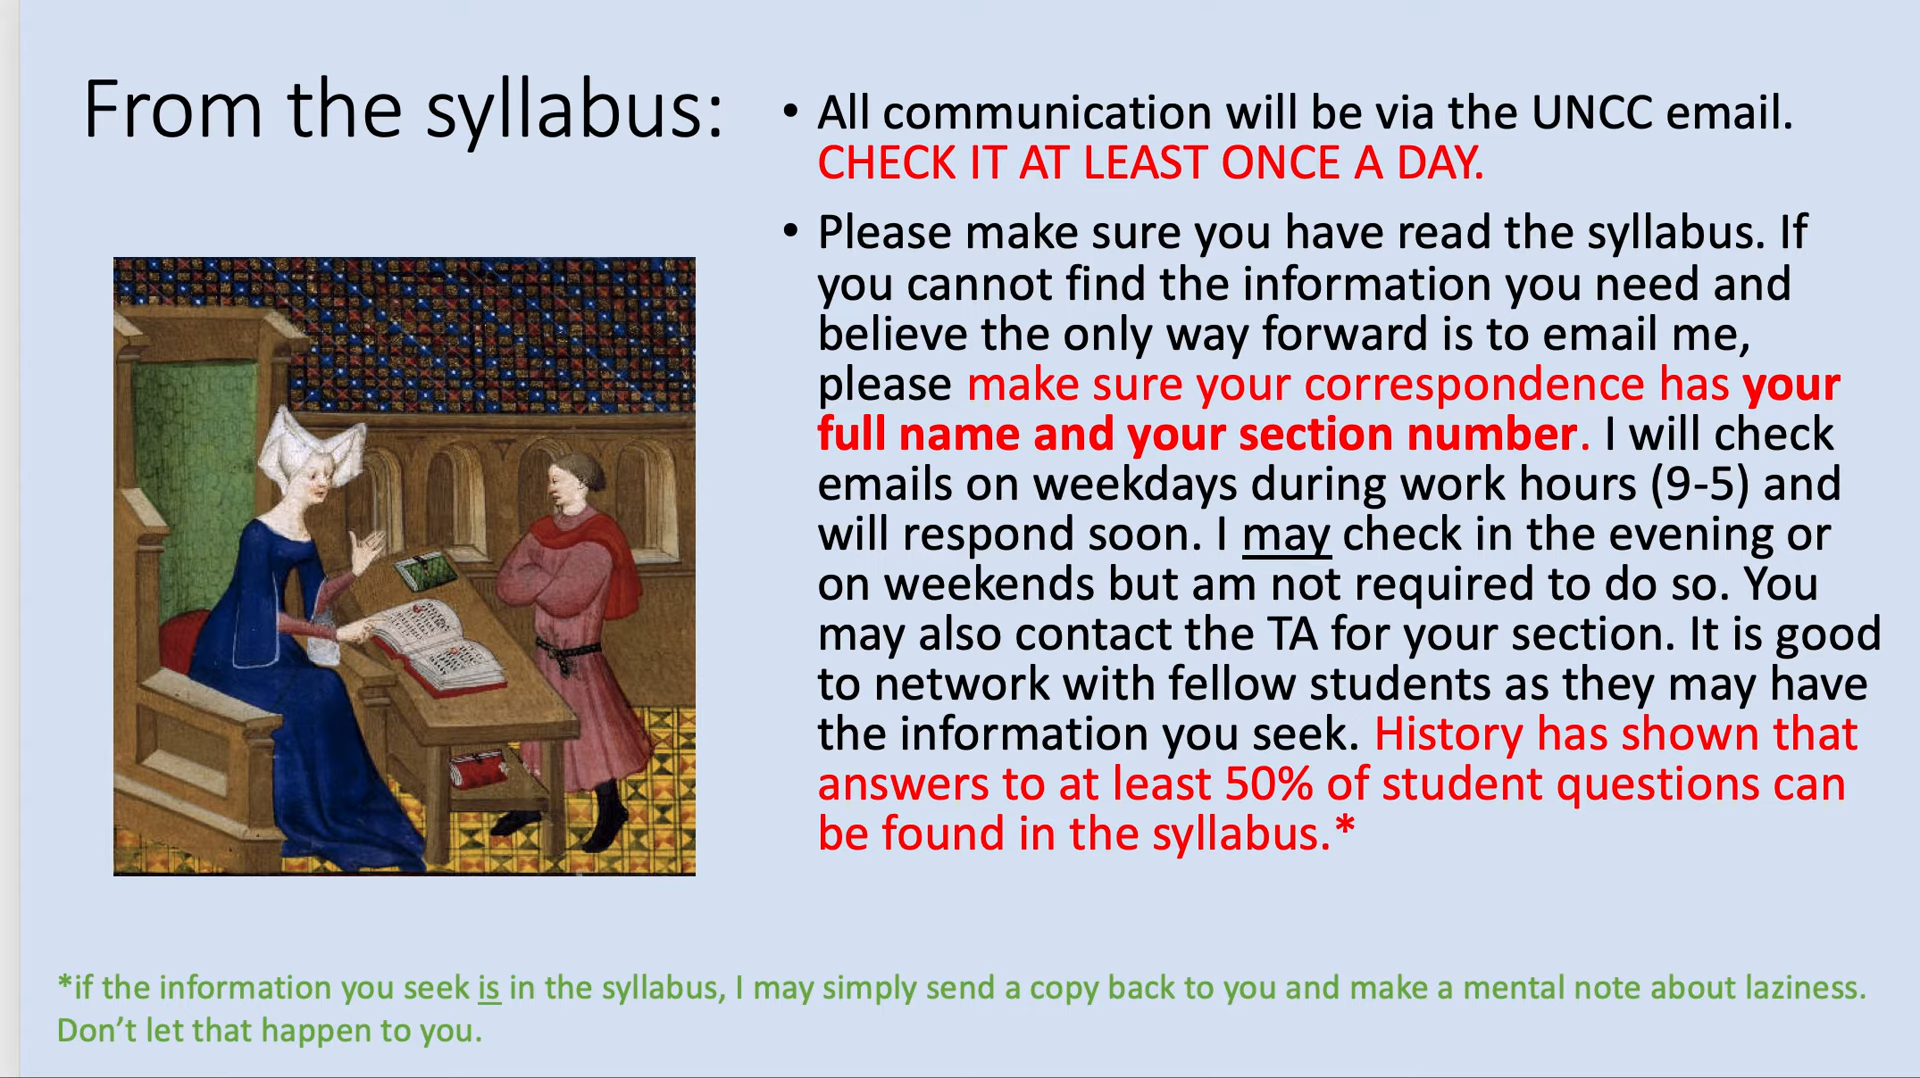 From the syllabus:
• All communication will be via the UNCC email.
CHECK IT AT LEAST ONCE A DAY.
• Please make sure you have read the syllabus. If
you cannot find the information you need and
believe the only way forward is to email me,
please make sure your correspondence has your
full name and your section number. I will check
emails on weekdays during work hours (9-5) and
will respond soon. I may check in the evening or
on weekends but am not required to do so. You
may also contact the TA for your section. It is good
to network with fellow students as they may have
the information you seek. History has shown that
answers to at least 50% of student questions can
be found in the syllabus.*
*if the information you seek is in the syllabus, I may simply send a copy back to you and make a mental note about laziness.
Don’t let that happen to you.